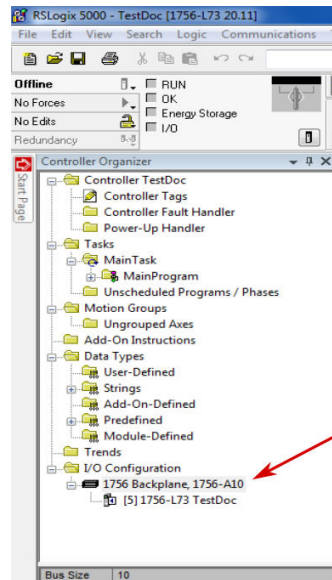 RSLogix 5000 - TestDoc [1756-L73 20.11]
File Edit View Search Logic Communications
Offline
RUN
No Forces
OK
No Edits
Energy Storage
Redundancy
I/O
Controller Organizer
Start Page
Controller TestDoc
Controller Tags
Controller Fault Handler
Power-Up Handler
Tasks
MainTask
MainProgram
Unscheduled Programs / Phases
Motion Groups
Ungrouped Axes
Add-On Instructions
Data Types
User-Defined
Strings
Add-On-Defined
Predefined
Module-Defined
Trends
I/O Configuration
1756 Backplane, 1756-A10
[5] 1756-L73 TestDoc
Bus Size 10